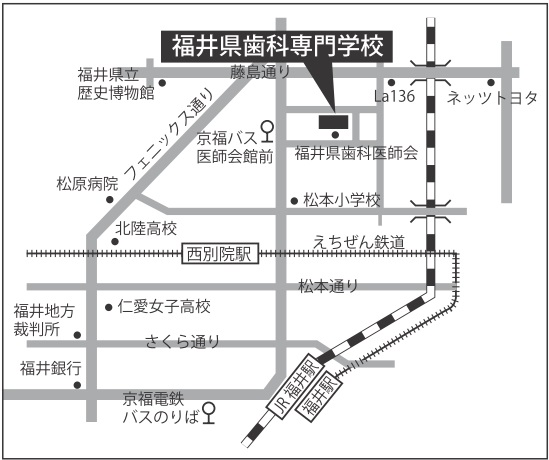 福井県歯科専門学校
福井県立
歴史博物館
藤島通り
La136
ネッツトヨタ
フェニックス通り
京福バス
医師会館前
福井県歯科医師会
松原病院
松本小学校
北陸高校
えちぜん鉄道
西別院駅
松本通り
仁愛女子高校
福井地方
裁判所
さくら通り
福井銀行
JR 福井駅
福井駅
京福電鉄
バスのりば